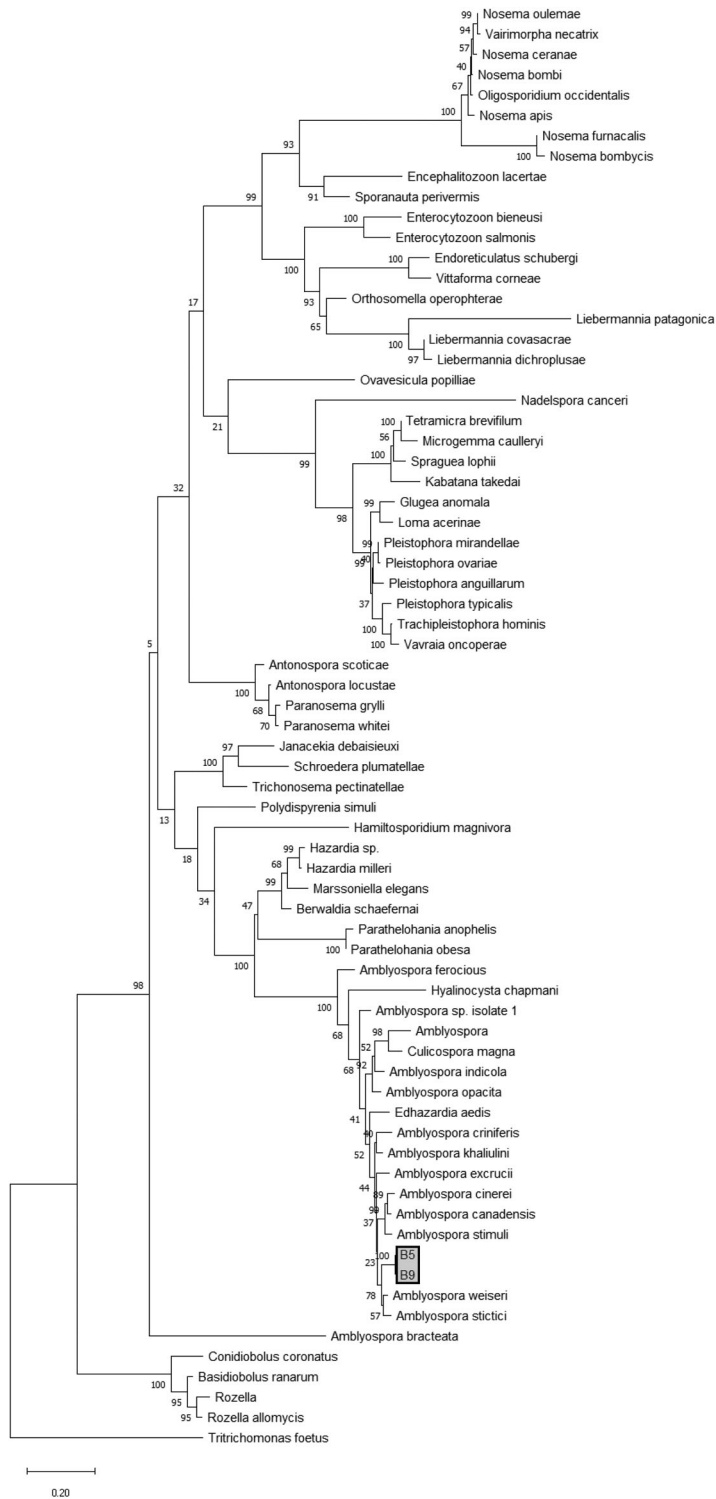 99
Nosema oulemae
94
Vairimorpha necatrix
57
Nosema ceranae
40
Nosema bombi
67
Oligosporidium occidentalis
100
Nosema apis
Nosema furnacalis
100
Nosema bombycis
93
Encephalitozoon lacertae
91
Sporanauta perivermis
99
100
Enterocytozoon bieneusi
Enterocytozoon salmonis
100
100
Endoreticulatus schubergi
Vittaforma corneae
93
Orthosomella operophterae
17
65
Liebermannia patagonica
100
Liebermannia covasacrae
97
Liebermannia dichroplusae
Ovavesicula popilliae
21
Nadelspora canceri
100
Tetramicra brevifilum
56
Microgemma caulleryi
100
Spraguea lophii
99
Kabatana takedai
32
99
Glugea anomala
98
Loma acerinae
99
Pleistophora mirandellae
40
99
Pleistophora ovariae
Pleistophora anguillarum
37
Pleistophora typicalis
100
Trachipleistophora hominis
100
Vavraia oncoperae
5
Antonospora scoticae
100
Antonospora locustae
68
Paranosema grylli
70
Paranosema whitei
97
Janacekia debaisieuxi
100
Schroedera plumatellae
Trichonosema pectinatellae
13
Polydispyrenia simuli
18
Hamiltosporidium magnivora
99
Hazardia sp.
68
Hazardia milleri
34
99
Marssoniella elegans
47
Berwaldia schaefernai
Parathelohania anophelis
100
Parathelohania obesa
100
Amblyospora ferocious
98
100
Hyalinocysta chapmani
68
Amblyospora sp. isolate 1
98
Amblyospora
52
Culicospora magna
68
92
Amblyospora indicola
Amblyospora opacita
41
Edhazardia aedis
40
Amblyospora criniferis
52
Amblyospora khaliulini
Amblyospora excrucii
44
89
Amblyospora cinerei
99
Amblyospora canadensis
37
Amblyospora stimuli
100
B5
23
B9
78
Amblyospora weiseri
57
Amblyospora stictici
Amblyospora bracteata
Conidiobolus coronatus
100
Basidiobolus ranarum
95
Rozella
95
Rozella allomycis
Tritrichomonas foetus
0.20